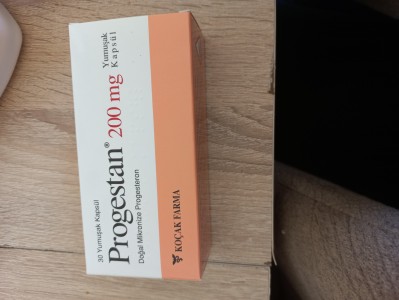 30 Yumuşak Kapsül
Progestan® 200 mg Yumuşak Kapsül
Doğal Mikronize Progesteron
KOÇAK FARMA